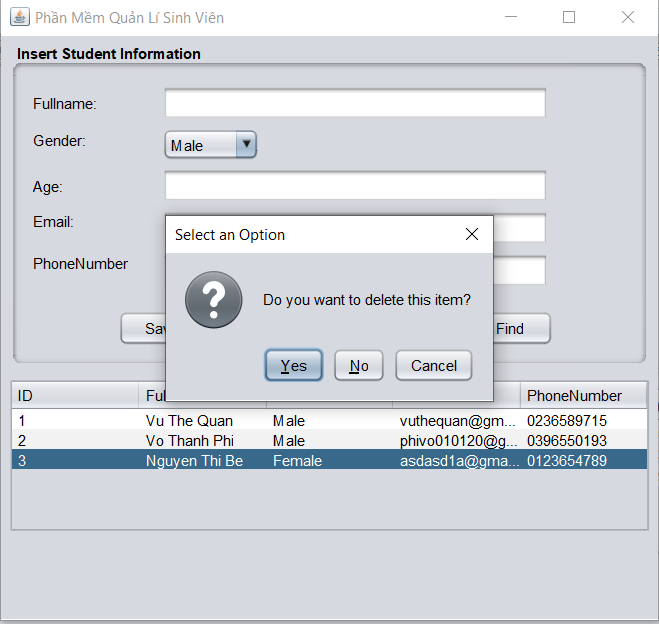 Phần Mềm Quản Lí Sinh Viên
Insert Student Information
Fullname:
Gender:
Male
Age:
Email:
PhoneNumber
Select an Option
Do you want to delete this item?
Yes No Cancel
Find
ID PhoneNumber
1 Vu The Quan Male vuthequan@gm... 0236589715
2 Vo Thanh Phi Male phivo010120@g... 0396550193
3 Nguyen Thi Be Female asdasd1a@gma... 0123654789